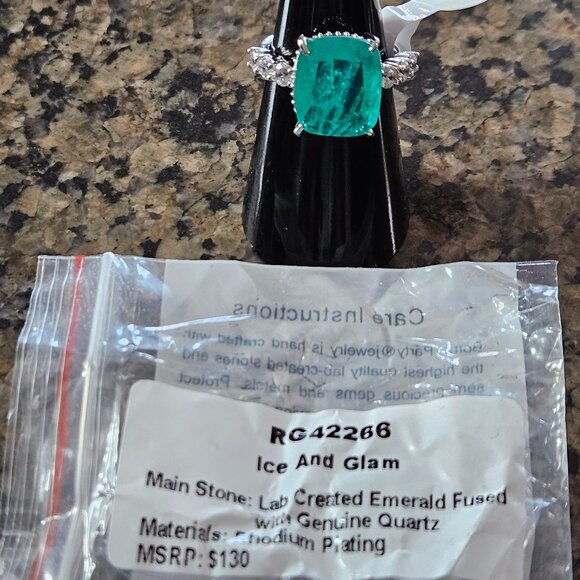 Care Instructions
Bomb Party® jewelry is hand crafted with
the highest quality lab-created stones and
semi-precious gems and metals. Protect
RG42266
Ice And Glam
Main Stone: Lab Created Emerald Fused
with Genuine Quartz
Materials: Rhodium Plating
MSRP: $130